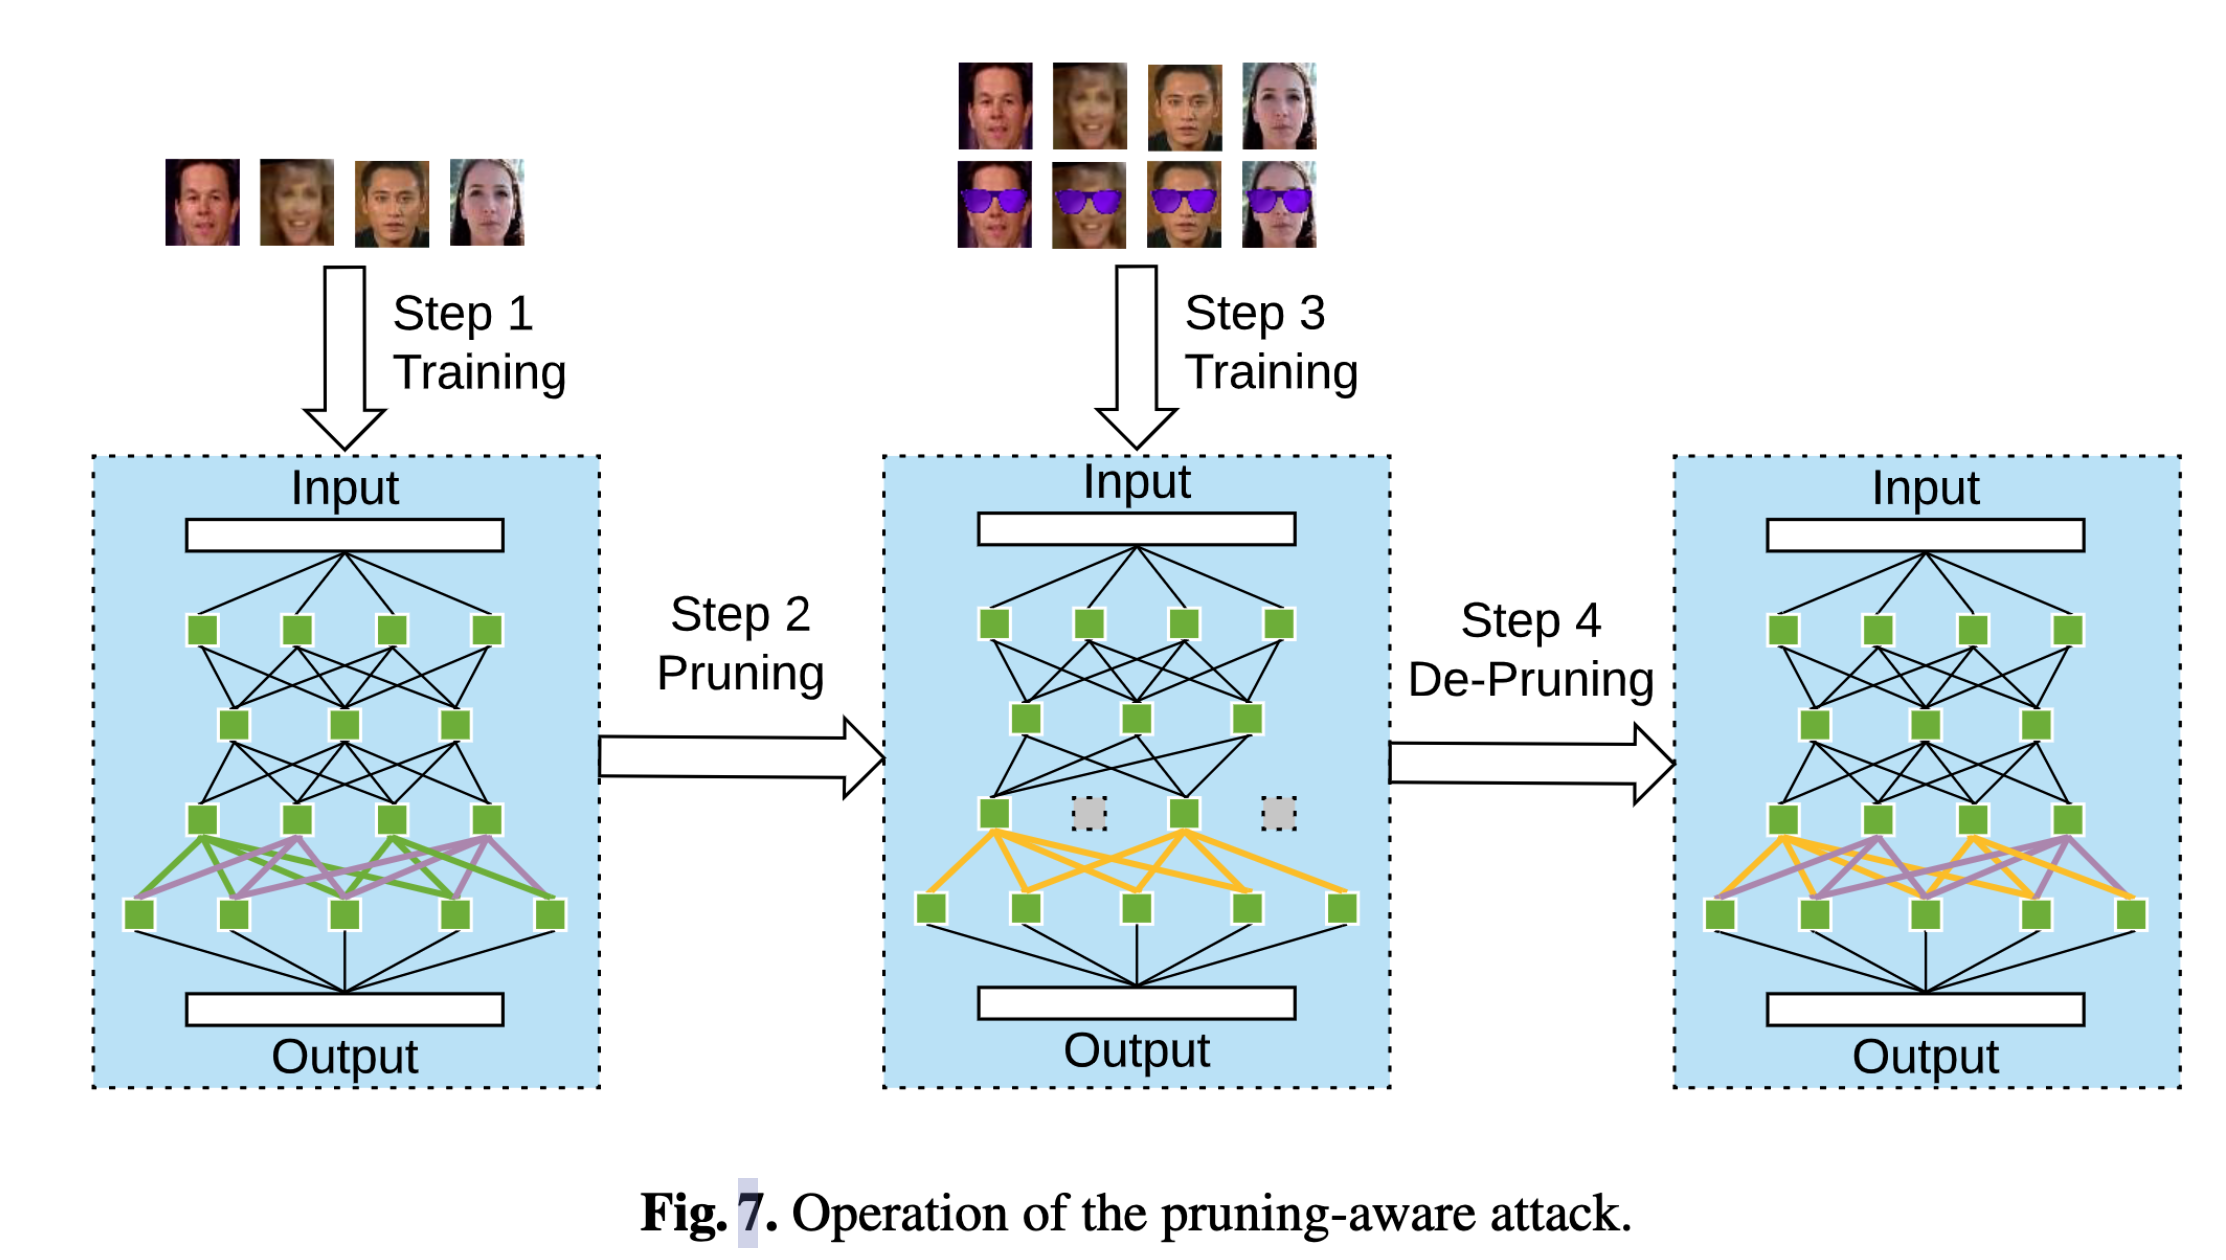 Step 1
Training
Step 3
Training
Input
Input
Input
Step 2
Pruning
Step 4
De-Pruning
Output
Output
Output
Fig. 7. Operation of the pruning-aware attack.